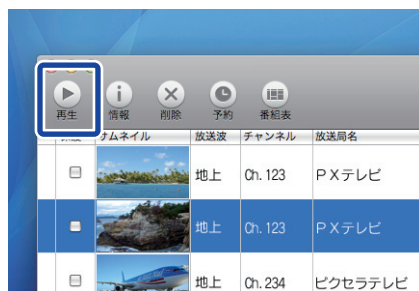 再生 情報 削除 予約 番組表
サムネイル 放送波 チャンネル 放送局名
地上 Ch. 123 PXテレビ
地上 Ch. 123 PXテレビ
地上 Ch. 234 ピクセラテレビ